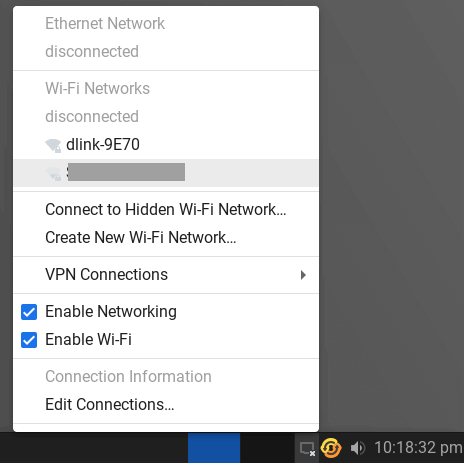 Ethernet Network
disconnected
Wi-Fi Networks
disconnected
dlink-9E70
Connect to Hidden Wi-Fi Network...
Create New Wi-Fi Network...
VPN Connections
Enable Networking
Enable Wi-Fi
Connection Information
Edit Connections...
10:18:32 pm